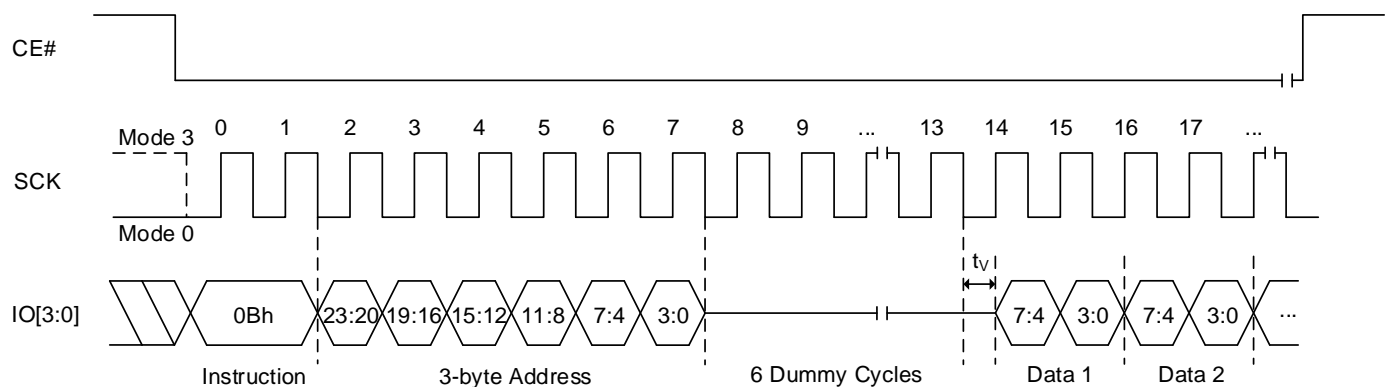 CE#
Mode 3
0 1 2 3 4 5 6 7 8 9 ... 13 14 15 16 17 ...
SCK
Mode 0
tV
IO[3:0]
0Bh 23:20 19:16 15:12 11:8 7:4 3:0 7:4 3:0 7:4 3:0 ...
Instruction 3-byte Address 6 Dummy Cycles Data 1 Data 2